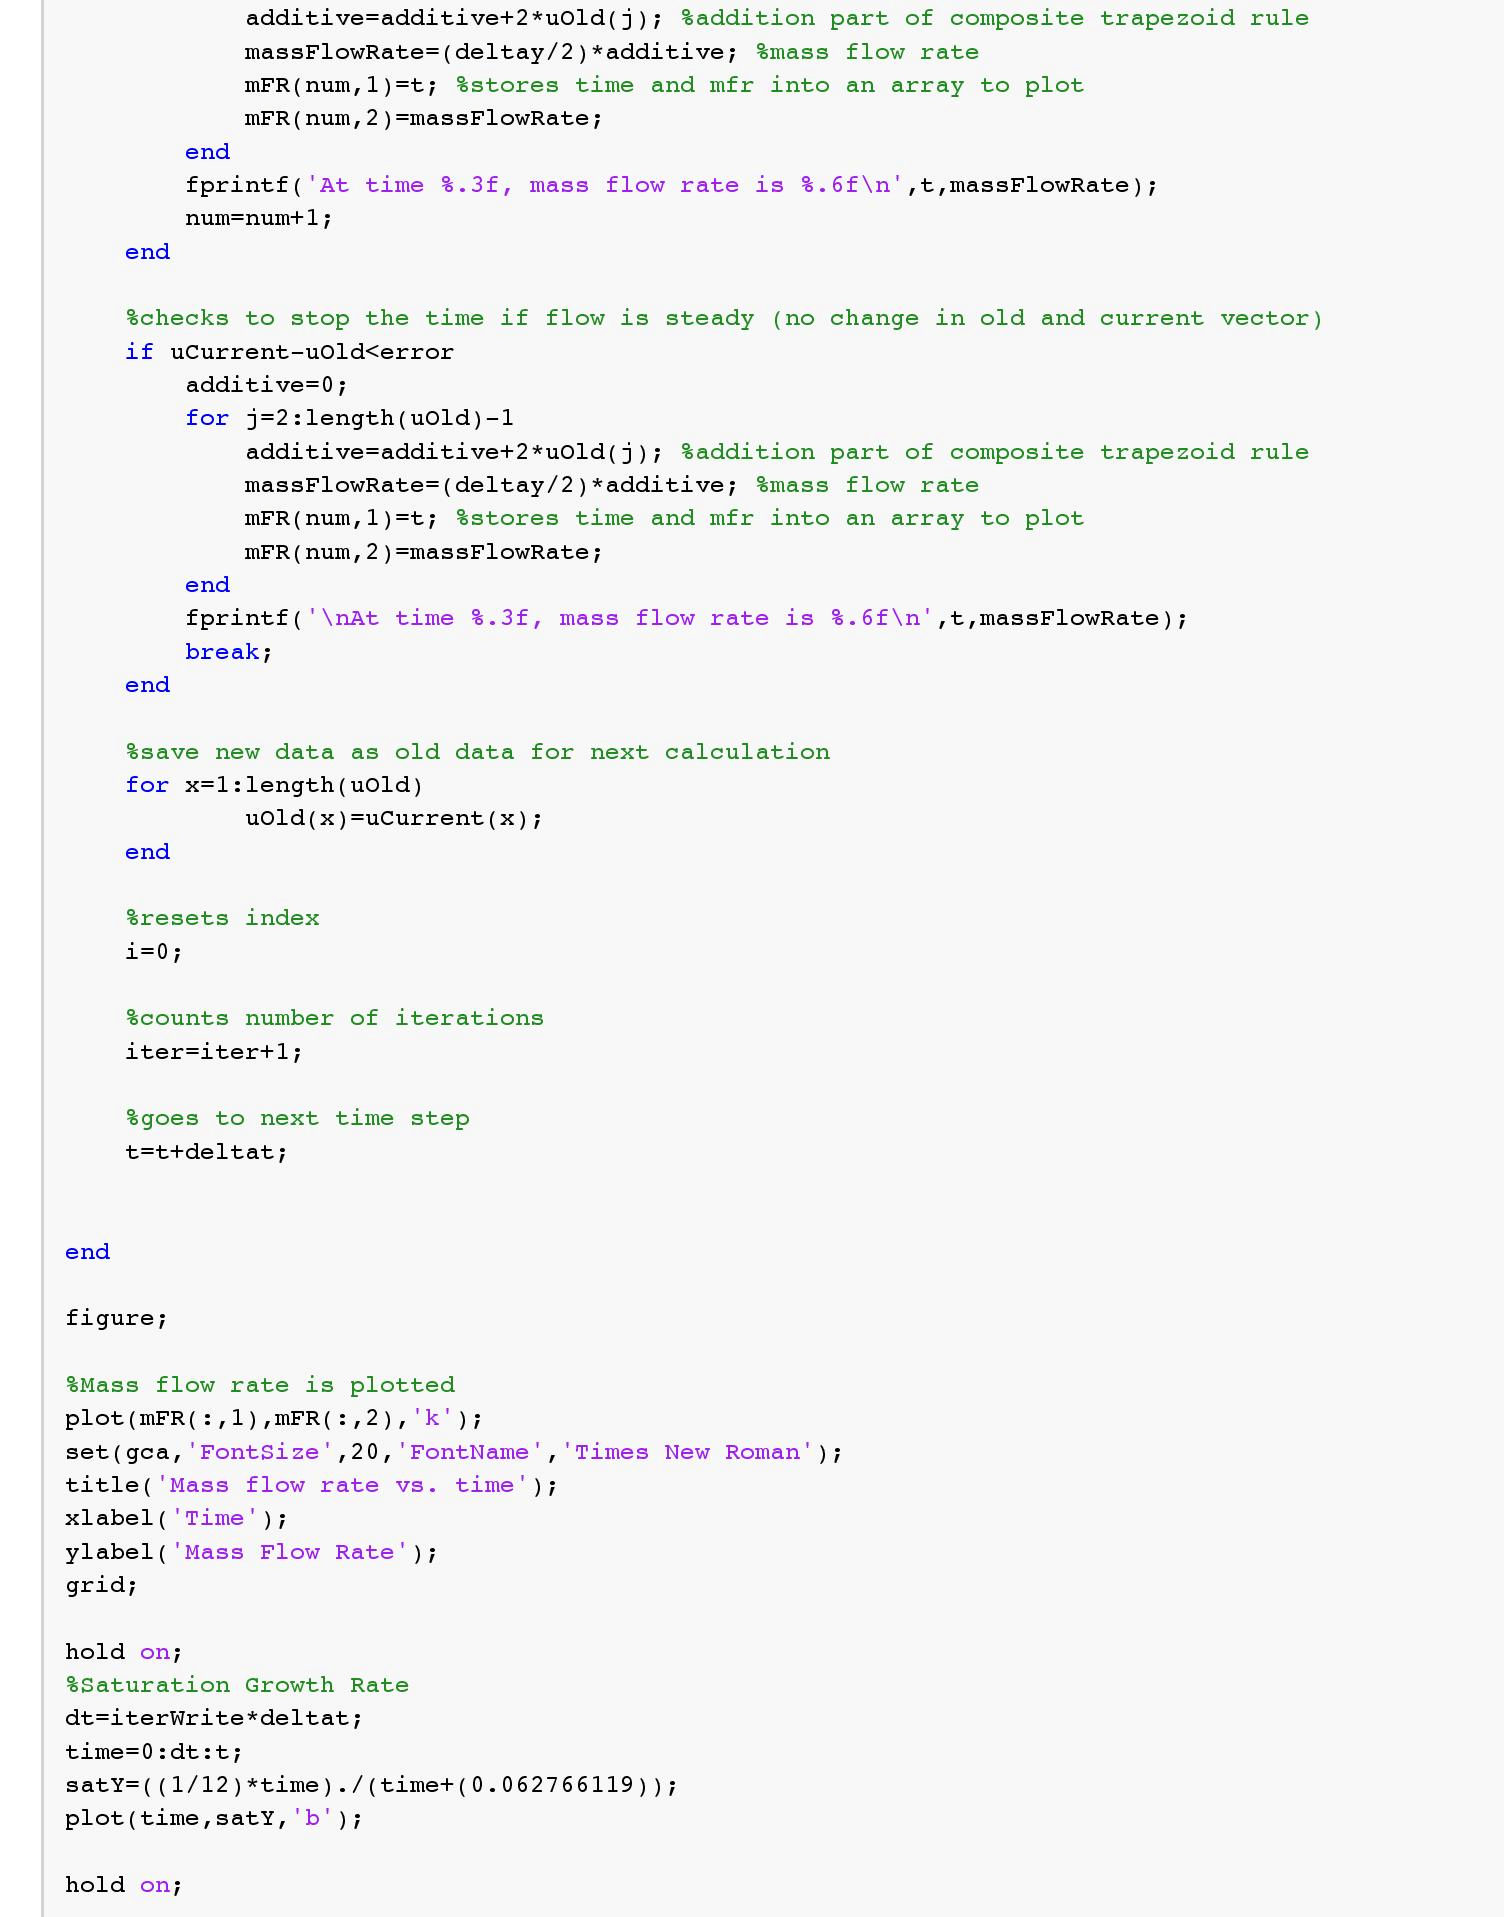 additive=additive+2*uOld(j); %addition part of composite trapezoid rule
            massFlowRate=(deltay/2)*additive; %mass flow rate
            mFR(num,1)=t; %stores time and mfr into an array to plot
            mFR(num,2)=massFlowRate;
        end
        fprintf('At time %.3f, mass flow rate is %.6f\n',t,massFlowRate);
        num=num+1;
    end

    %checks to stop the time if flow is steady (no change in old and current vector)
    if uCurrent-uOld<error
        additive=0;
        for j=2:length(uOld)-1
            additive=additive+2*uOld(j); %addition part of composite trapezoid rule
            massFlowRate=(deltay/2)*additive; %mass flow rate
            mFR(num,1)=t; %stores time and mfr into an array to plot
            mFR(num,2)=massFlowRate;
        end
        fprintf('\nAt time %.3f, mass flow rate is %.6f\n',t,massFlowRate);
        break;
    end

    %save new data as old data for next calculation
    for x=1:length(uOld)
            uOld(x)=uCurrent(x);
    end

    %resets index
    i=0;

    %counts number of iterations
    iter=iter+1;

    %goes to next time step
    t=t+deltat;


end

figure;

%Mass flow rate is plotted
plot(mFR(:,1),mFR(:,2),'k');
set(gca,'FontSize',20,'FontName','Times New Roman');
title('Mass flow rate vs. time');
xlabel('Time');
ylabel('Mass Flow Rate');
grid;

hold on;
%Saturation Growth Rate
dt=iterWrite*deltat;
time=0:dt:t;
satY=((1/12)*time)./(time+(0.062766119));
plot(time,satY,'b');

hold on;